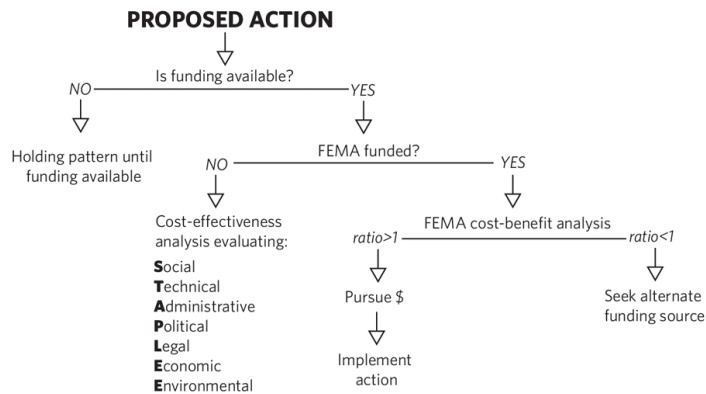 PROPOSED ACTION
Is funding available?
NO
YES
Holding pattern until
funding available
FEMA funded?
NO
YES
Cost-effectiveness
analysis evaluating:
Social
Technical
Administrative
Political
Legal
Economic
Environmental
FEMA cost-benefit analysis
ratio>1
ratio<1
Pursue $
Implement
action
Seek alternate
funding source